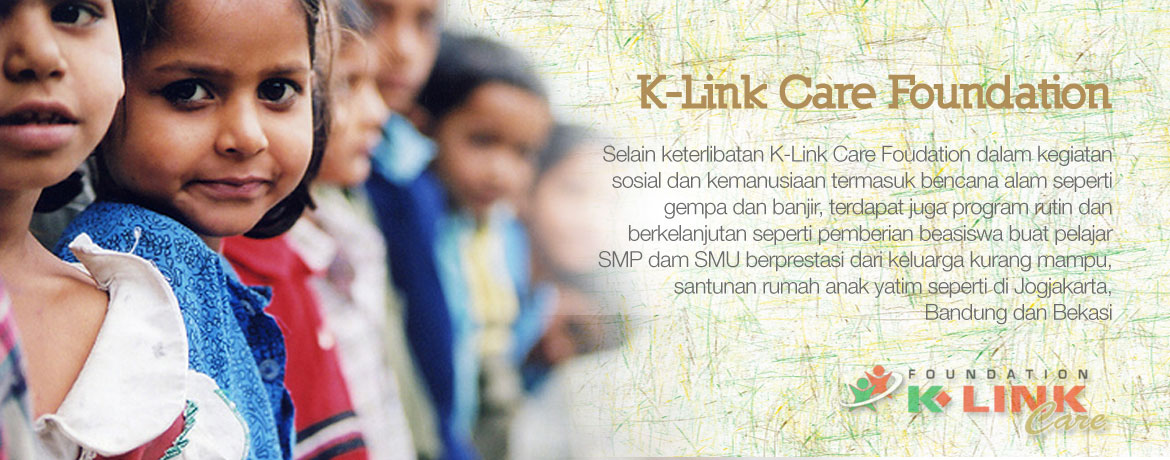 K-Link Care Foundation
Selain keterlibatan K-Link Care Foudation dalam kegiatan
sosial dan kemanusiaan termasuk bencana alam seperti
gempa dan banjir, terdapat juga program rutin dan
berkelanjutan seperti pemberian beasiswa buat pelajar
SMP dam SMU berprestasi dari keluarga kurang mampu,
santunan rumah anak yatim seperti di Jogjakarta,
Bandung dan Bekasi
FOUNDATION
K-LINK
Care